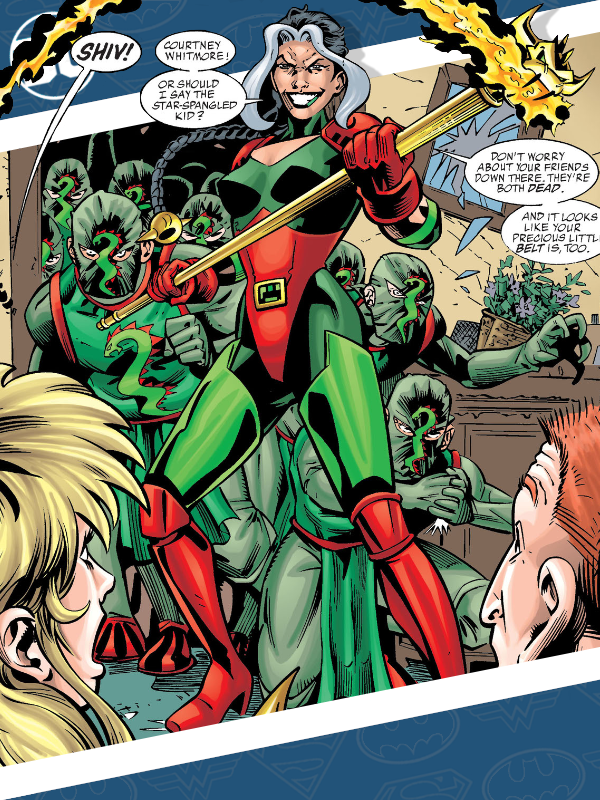 SHIV!
COURTNEY
WHITMORE!
OR SHOULD
I SAY THE
STAR-SPANGLED
KID?
DON'T WORRY
ABOUT YOUR FRIENDS
DOWN THERE. THEY'RE
BOTH DEAD.
AND IT LOOKS
LIKE YOUR
PRECIOUS LITTLE
BELT IS, TOO.